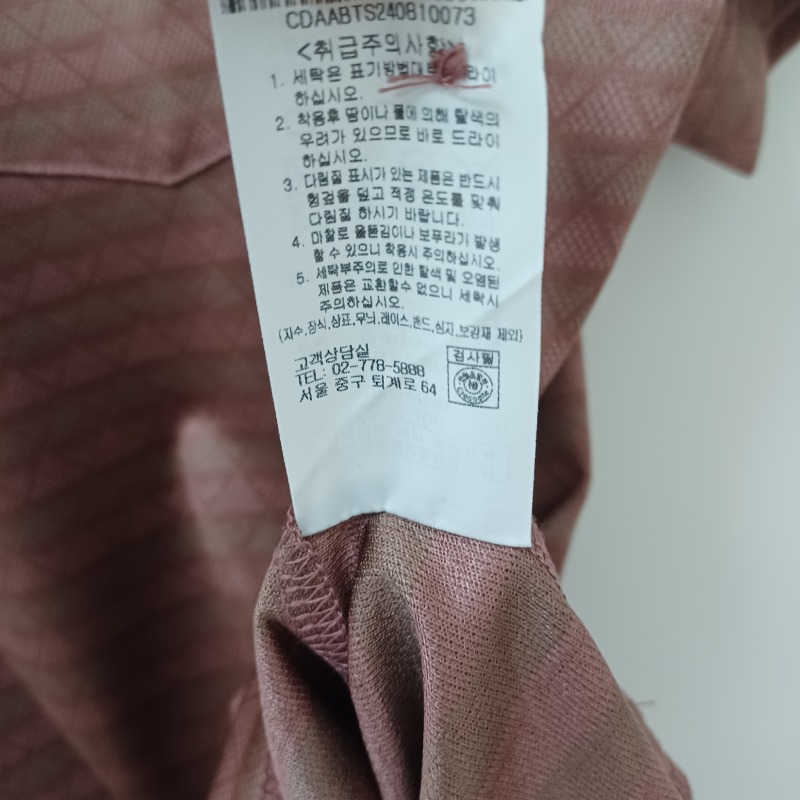 CDAABTS240810073
<취급주의사항>
1. 세탁은 표기방법대로 드라이
하십시오.
2. 착용후 땀이나 물에 의해 탈색의
우려가 있으므로 바로 드라이
하십시오.
3. 다림질 표시가 있는 제품은 반드시
헝겊을 덮고 적정 온도를 맞춰
다림질 하시기 바랍니다.
4. 마찰로 올뜯김이나 보푸라기 발생
할 수 있으니 착용시 주의하십시오.
5. 세탁부주의로 인한 탈색 및 오염된
제품은 교환할수 없으니 세탁시
주의하십시오.
(자수,장식,상표,무늬,레이스,밴드,심지,보강재 제외)
고객상담실
TEL: 02-778-5888
서울 중구 퇴계로 64
검사필